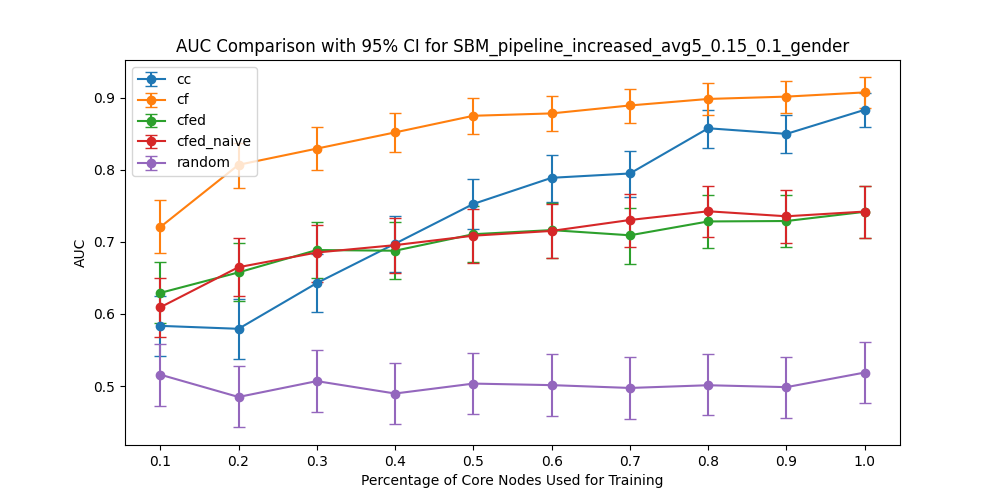 AUC Comparison with 95% CI for SBM_pipeline_increased_avg5_0.15_0.1_gender
cc
cf
cfed
cfed_naive
random
AUC
0.9
0.8
0.7
0.6
0.5
0.1 0.2 0.3 0.4 0.5 0.6 0.7 0.8 0.9 1.0
Percentage of Core Nodes Used for Training